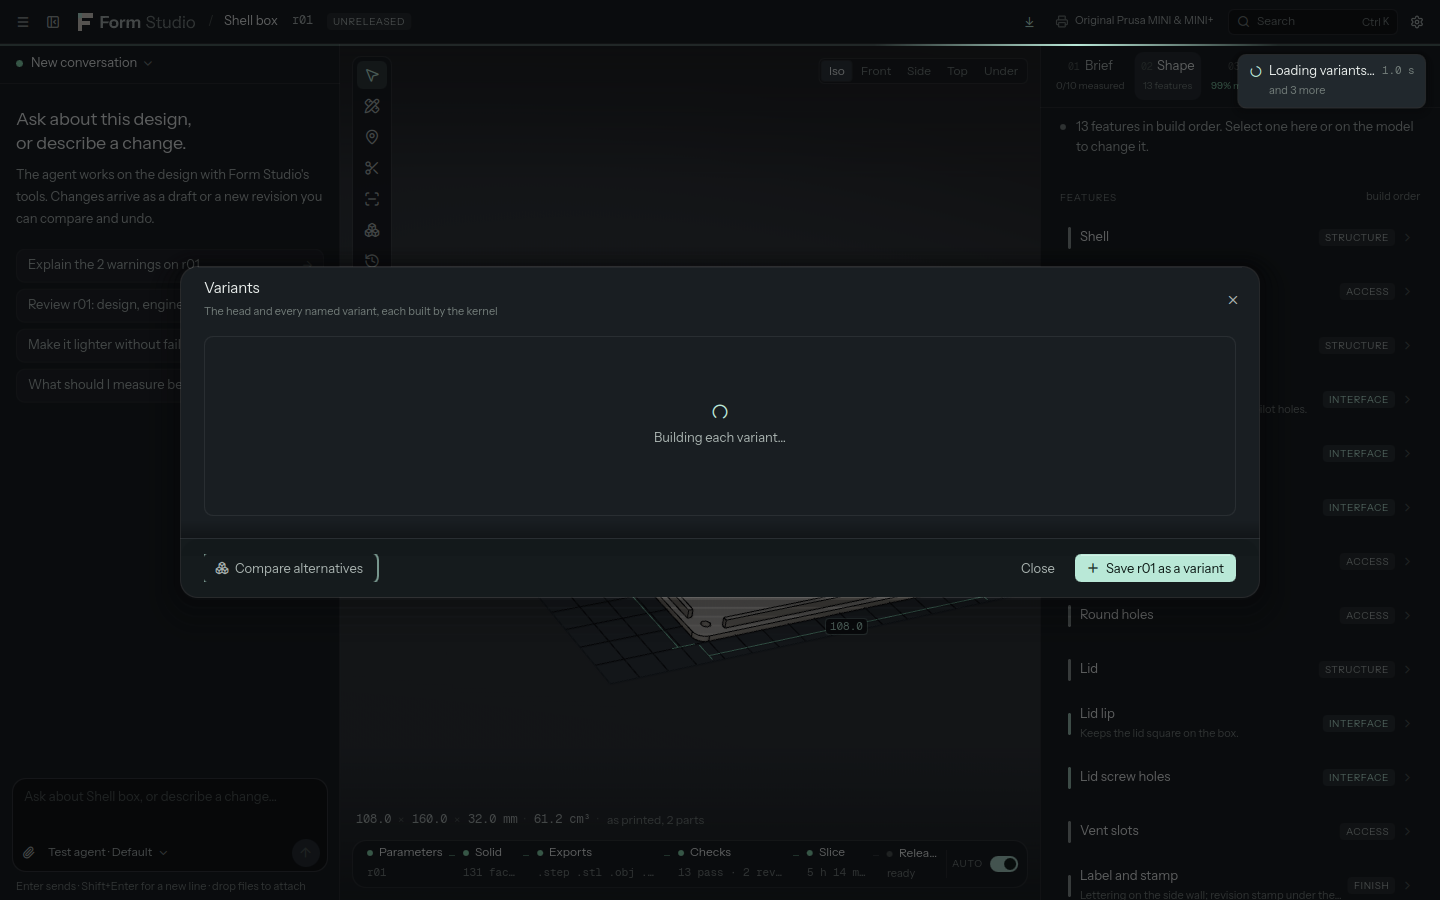 Form Studio / Shell box r01 UNRELEASED
Original Prusa MINI & MINI+
Search Ctrl K
New conversation
Ask about this design,
or describe a change.
The agent works on the design with Form Studio's
tools. Changes arrive as a draft or a new revision you
can compare and undo.
Explain the 2 warnings on r01
Review r01: design, engine
Make it lighter without fail
What should I measure be
Iso Front Side Top Under
01 Brief
0/10 measured
02 Shape
13 features
99%
Loading variants... 1.0 s
and 3 more
13 features in build order. Select one here or on the model
to change it.
FEATURES build order
Shell STRUCTURE
ACCESS
STRUCTURE
INTERFACE
holes.
INTERFACE
INTERFACE
ACCESS
Round holes ACCESS
Lid STRUCTURE
Lid lip INTERFACE
Keeps the lid square on the box.
Lid screw holes INTERFACE
Vent slots ACCESS
Label and stamp FINISH
Lettering on the side wall; revision stamp under the...
Variants
The head and every named variant, each built by the kernel
Building each variant...
Compare alternatives
Close
Save r01 as a variant
108.0
108.0 × 160.0 × 32.0 mm · 61.2 cm³ · as printed, 2 parts
Parameters
r01
Solid
131 fac...
Exports
.step .stl .obj ...
Checks
13 pass · 2 rev...
Slice
5 h 14 m...
Relea...
ready
AUTO
Ask about Shell box, or describe a change...
Test agent · Default
Enter sends · Shift+Enter for a new line · drop files to attach